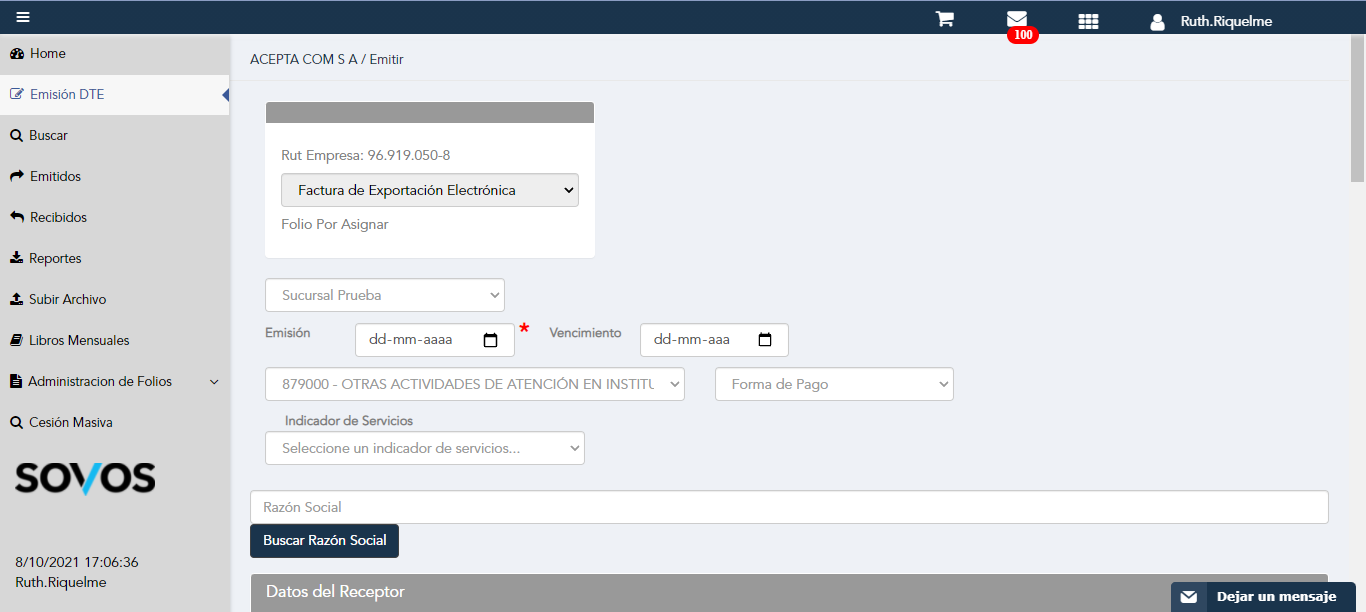 100
Ruth.Riquelme
Home
Emisión DTE
Buscar
Emitidos
Recibidos
Reportes
Subir Archivo
Libros Mensuales
Administracion de Folios
Cesión Masiva
SOVOS
8/10/2021 17:06:36
Ruth.Riquelme
ACEPTA COM S A / Emitir
Rut Empresa: 96.919.050-8
Factura de Exportación Electrónica
Folio Por Asignar
Sucursal Prueba
Emisión dd-mm-aaaa * Vencimiento dd-mm-aaa
879000 - OTRAS ACTIVIDADES DE ATENCIÓN EN INSTITU Forma de Pago
Indicador de Servicios
Seleccione un indicador de servicios...
Razón Social
Buscar Razón Social
Datos del Receptor
Dejar un mensaje